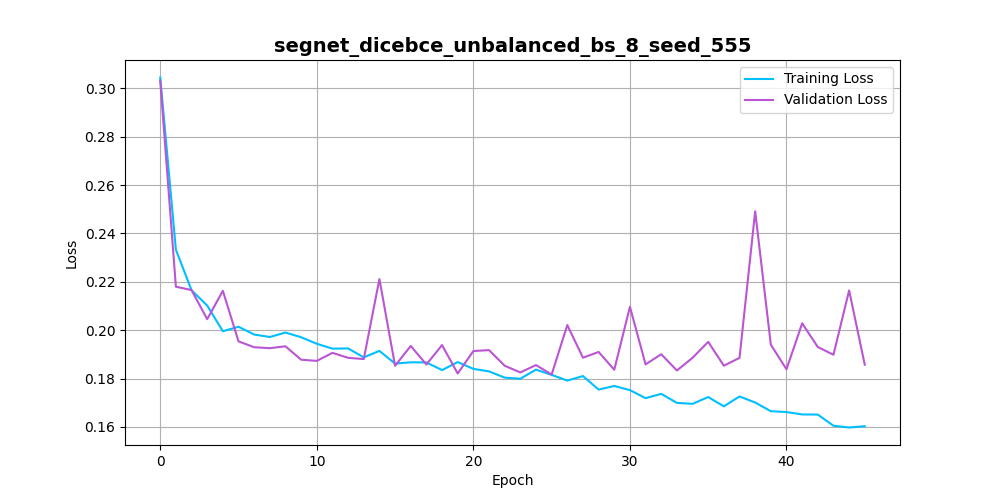 segnet_dicebce_unbalanced_bs_8_seed_555
Training Loss
Validation Loss
0.30
0.28
0.26
0.24
0.22
0.20
0.18
0.16
Loss
0 10 20 30 40
Epoch